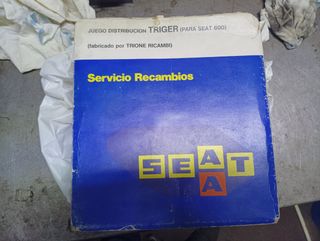 JUEGO DISTRIBUCION TRIGER (PARA SEAT 600)
(fabricado por TRIONE RICAMBI)
Servicio Recambios
SEAT
A